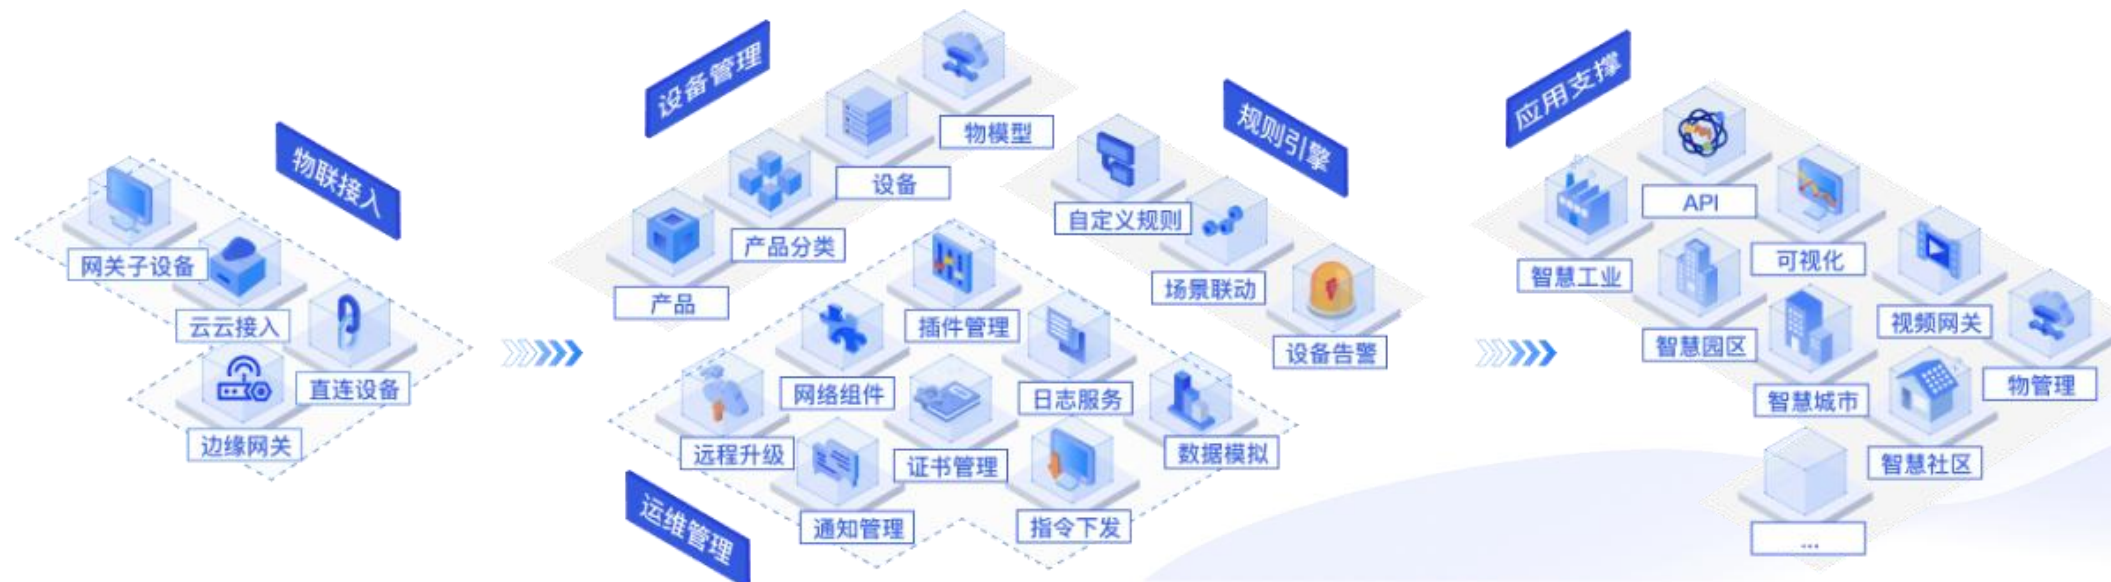 物联接入
网关子设备
云云接入
直连设备
边缘网关
设备管理
物模型
设备
产品分类
产品
规则引擎
自定义规则
场景联动
设备告警
插件管理
网络组件
日志服务
远程升级
证书管理
数据模拟
通知管理
指令下发
运维管理
应用支撑
API
智慧工业
可视化
智慧园区
视频网关
智慧城市
物管理
智慧社区
...